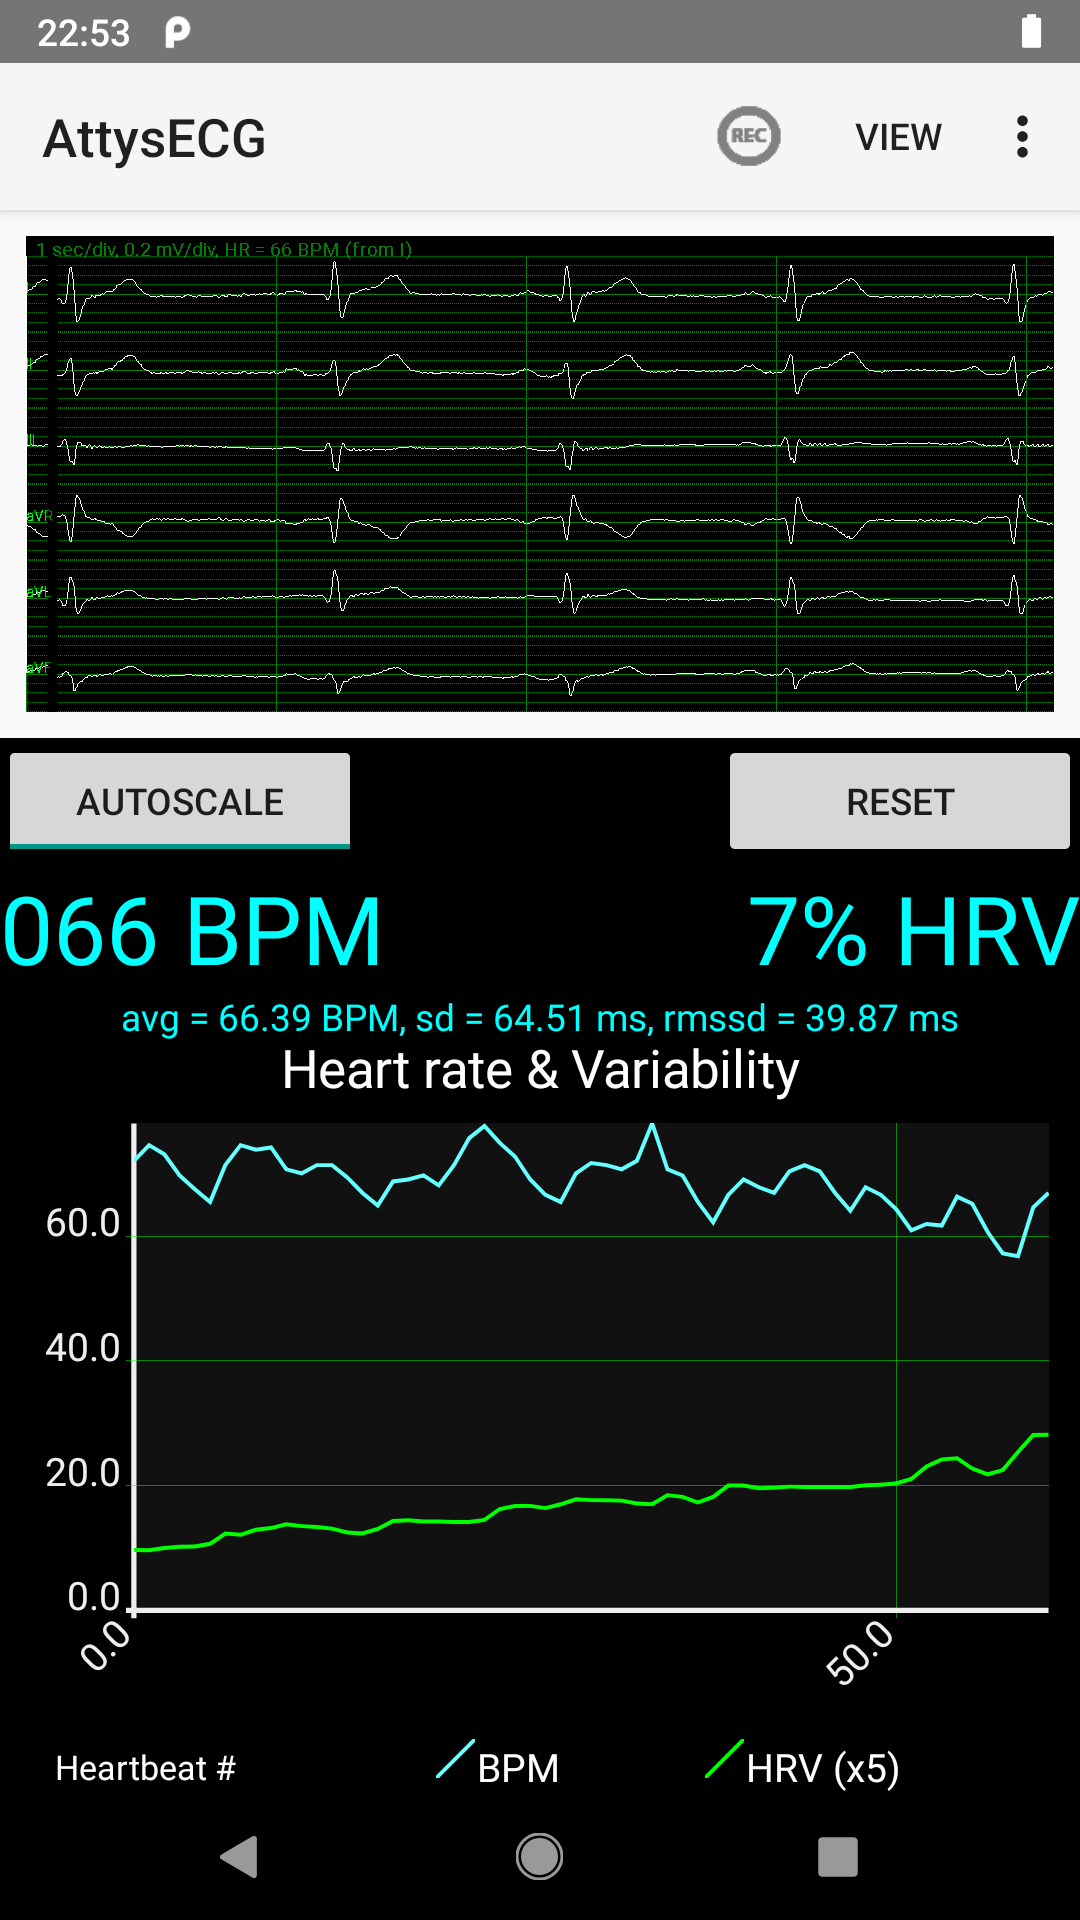 22:53
AttysECG REC VIEW
1 sec/div, 0.2 mV/div, HR = 66 BPM (from I)
aVR
aVL
aVF
AUTOSCALE RESET
066 BPM 7% HRV
avg = 66.39 BPM, sd = 64.51 ms, rmssd = 39.87 ms
Heart rate & Variability
60.0
40.0
20.0
0.0
0.0 50.0
Heartbeat # BPM HRV (x5)